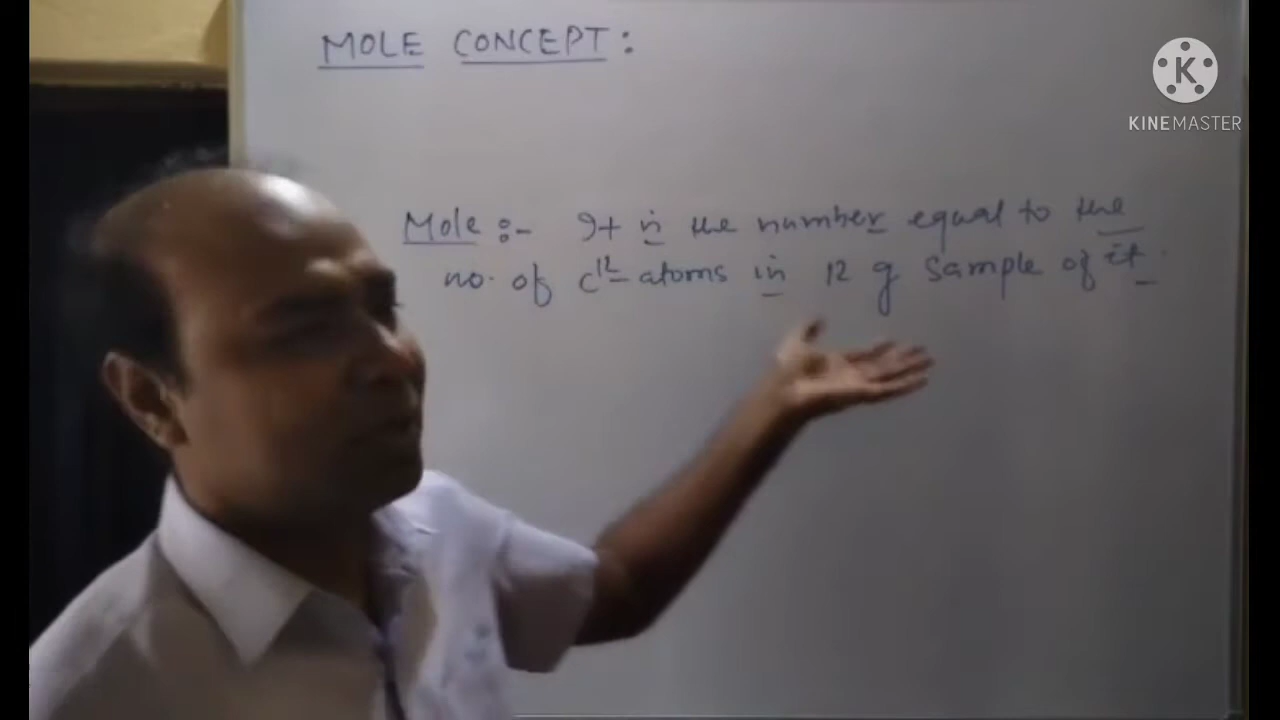 MOLE CONCEPT:
KINEMASTER
Mole :- It is the number equal to the
no. of C¹² atoms in 12 g sample of it.